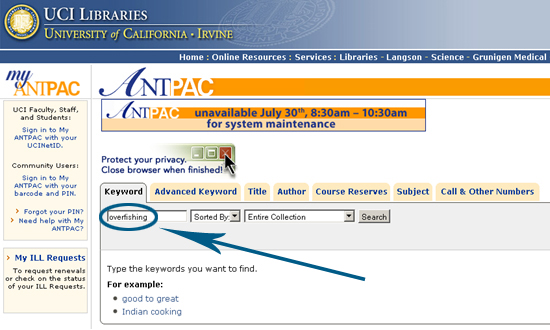 UCI LIBRARIES
UNIVERSITY OF CALIFORNIA • IRVINE
Home : Online Resources : Services : Libraries - Langson - Science - Grunigen Medical
my
ANTPAC
ANTPAC
UCI Faculty, Staff,
and Students:
Sign in to My
ANTPAC with your
UCINetID.
Community Users:
Sign in to My
ANTPAC with your
barcode and PIN.
> Forgot your PIN?
> Need help with My
ANTPAC?
> My ILL Requests
To request renewals
or check on the status
of your ILL Requests.
ANTPAC
unavailable July 30th, 8:30am – 10:30am
for system maintenance
Protect your privacy.
Close browser when finished!
Keyword Advanced Keyword Title Author Course Reserves Subject Call & Other Numbers
overfishing Sorted By: Entire Collection Search
Type the keywords you want to find.
For example:
• good to great
• Indian cooking